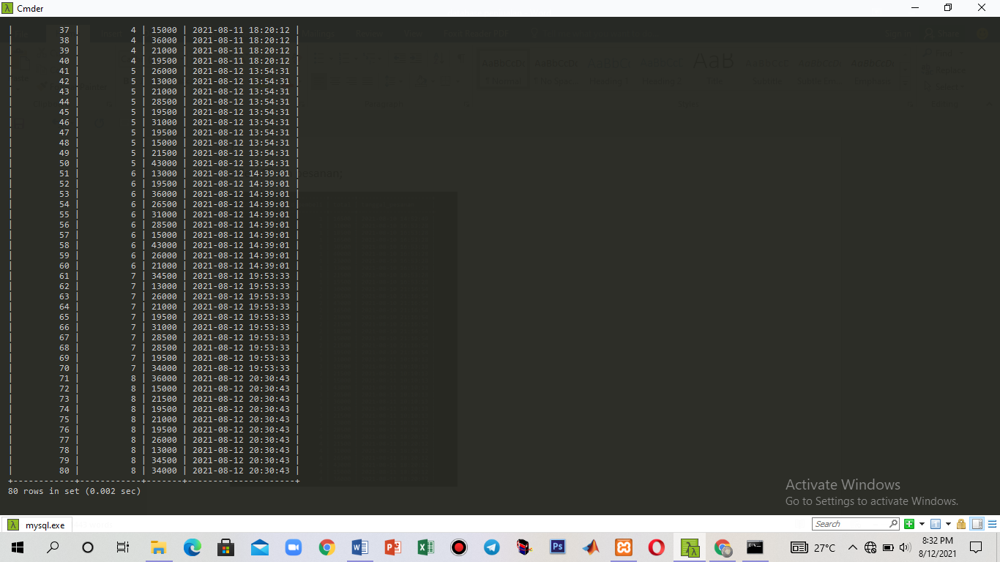 Cmder
| 37 | 4 | 15000 | 2021-08-11 18:20:12 |
| 38 | 4 | 36000 | 2021-08-11 18:20:12 |
| 39 | 4 | 21000 | 2021-08-11 18:20:12 |
| 40 | 4 | 19500 | 2021-08-11 18:20:12 |
| 41 | 5 | 26000 | 2021-08-12 13:54:31 |
| 42 | 5 | 13000 | 2021-08-12 13:54:31 |
| 43 | 5 | 21000 | 2021-08-12 13:54:31 |
| 44 | 5 | 28500 | 2021-08-12 13:54:31 |
| 45 | 5 | 19500 | 2021-08-12 13:54:31 |
| 46 | 5 | 31000 | 2021-08-12 13:54:31 |
| 47 | 5 | 19500 | 2021-08-12 13:54:31 |
| 48 | 5 | 15000 | 2021-08-12 13:54:31 |
| 49 | 5 | 21500 | 2021-08-12 13:54:31 |
| 50 | 5 | 43000 | 2021-08-12 13:54:31 |
| 51 | 6 | 13000 | 2021-08-12 14:39:01 |
| 52 | 6 | 19500 | 2021-08-12 14:39:01 |
| 53 | 6 | 36000 | 2021-08-12 14:39:01 |
| 54 | 6 | 26500 | 2021-08-12 14:39:01 |
| 55 | 6 | 31000 | 2021-08-12 14:39:01 |
| 56 | 6 | 28500 | 2021-08-12 14:39:01 |
| 57 | 6 | 15000 | 2021-08-12 14:39:01 |
| 58 | 6 | 43000 | 2021-08-12 14:39:01 |
| 59 | 6 | 26000 | 2021-08-12 14:39:01 |
| 60 | 6 | 21000 | 2021-08-12 14:39:01 |
| 61 | 7 | 34500 | 2021-08-12 19:53:33 |
| 62 | 7 | 13000 | 2021-08-12 19:53:33 |
| 63 | 7 | 26000 | 2021-08-12 19:53:33 |
| 64 | 7 | 21000 | 2021-08-12 19:53:33 |
| 65 | 7 | 19500 | 2021-08-12 19:53:33 |
| 66 | 7 | 31000 | 2021-08-12 19:53:33 |
| 67 | 7 | 28500 | 2021-08-12 19:53:33 |
| 68 | 7 | 28500 | 2021-08-12 19:53:33 |
| 69 | 7 | 19500 | 2021-08-12 19:53:33 |
| 70 | 7 | 34000 | 2021-08-12 19:53:33 |
| 71 | 8 | 36000 | 2021-08-12 20:30:43 |
| 72 | 8 | 15000 | 2021-08-12 20:30:43 |
| 73 | 8 | 21500 | 2021-08-12 20:30:43 |
| 74 | 8 | 19500 | 2021-08-12 20:30:43 |
| 75 | 8 | 21000 | 2021-08-12 20:30:43 |
| 76 | 8 | 19500 | 2021-08-12 20:30:43 |
| 77 | 8 | 26000 | 2021-08-12 20:30:43 |
| 78 | 8 | 13000 | 2021-08-12 20:30:43 |
| 79 | 8 | 34500 | 2021-08-12 20:30:43 |
| 80 | 8 | 34000 | 2021-08-12 20:30:43 |
80 rows in set (0.002 sec)
Activate Windows
Go to Settings to activate Windows.
mysql.exe
Search
27°C
8:32 PM
8/12/2021